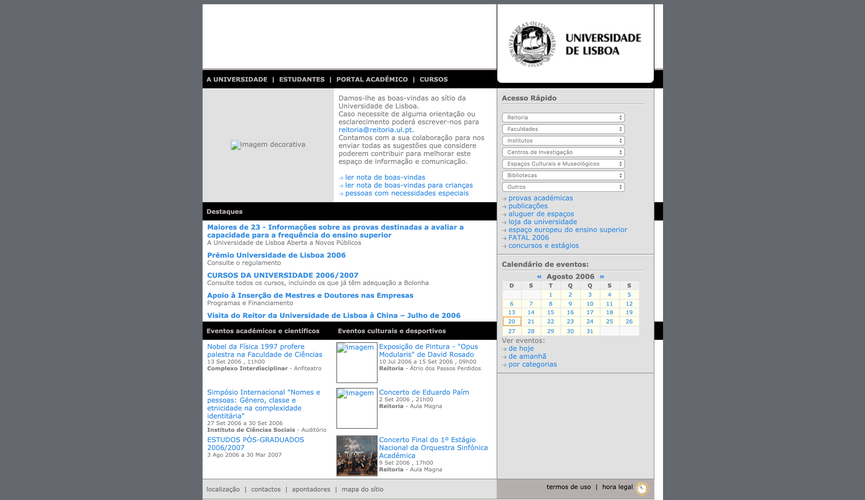 UNIVERSIDADE
DE LISBOA
A UNIVERSIDADE | ESTUDANTES | PORTAL ACADÉMICO | CURSOS
imagem decorativa
Damos-lhe as boas-vindas ao sítio da
Universidade de Lisboa.
Caso necessite de alguma orientação ou
esclarecimento poderá escrever-nos para
reitoria@reitoria.ul.pt.
Contamos com a sua colaboração para nos
enviar todas as sugestões que considere
poderem contribuir para melhorar este
espaço de informação e comunicação.
ler nota de boas-vindas
ler nota de boas-vindas para crianças
pessoas com necessidades especiais
Destaques
Maiores de 23 - Informações sobre as provas destinadas a avaliar a
capacidade para a frequência do ensino superior
A Universidade de Lisboa Aberta a Novos Públicos
Prémio Universidade de Lisboa 2006
Consulte o regulamento
CURSOS DA UNIVERSIDADE 2006/2007
Consulte todos os cursos, incluindo os que já têm adequação a Bolonha
Apoio à Inserção de Mestres e Doutores nas Empresas
Programas e Financiamento
Visita do Reitor da Universidade de Lisboa à China – Julho de 2006
Eventos académicos e científicos
Nobel da Física 1997 profere
palestra na Faculdade de Ciências
13 Set 2006 , 11h00
Complexo Interdisciplinar - Anfiteatro
Simpósio Internacional "Nomes e
pessoas: Género, classe e
etnicidade na complexidade
identitária"
27 Set 2006 a 30 Set 2006
Instituto de Ciências Sociais - Auditório
ESTUDOS PÓS-GRADUADOS
2006/2007
3 Ago 2006 a 30 Mar 2007
Eventos culturais e desportivos
imagem
Exposição de Pintura - "Opus
Modularis" de David Rosado
10 Jul 2006 a 15 Set 2006 , 09h00
Reitoria - Átrio dos Passos Perdidos
imagem
Concerto de Eduardo Paím
2 Set 2006 , 21h00
Reitoria - Aula Magna
Concerto Final do 1º Estágio
Nacional da Orquestra Sinfónica
Académica
9 Set 2006 , 17h00
Reitoria - Aula Magna
Acesso Rápido
Reitoria
Faculdades
Institutos
Centros de Investigação
Espaços Culturais e Museológicos
Bibliotecas
Outros
provas académicas
publicações
aluguer de espaços
loja da universidade
espaço europeu do ensino superior
FATAL 2006
concursos e estágios
Calendário de eventos:
« Agosto 2006 »
D S T Q Q S S
1 2 3 4 5
6 7 8 9 10 11 12
13 14 15 16 17 18 19
20 21 22 23 24 25 26
27 28 29 30 31
Ver eventos:
de hoje
de amanhã
por categorias
localização | contactos | apontadores | mapa do sítio
termos de uso | hora legal